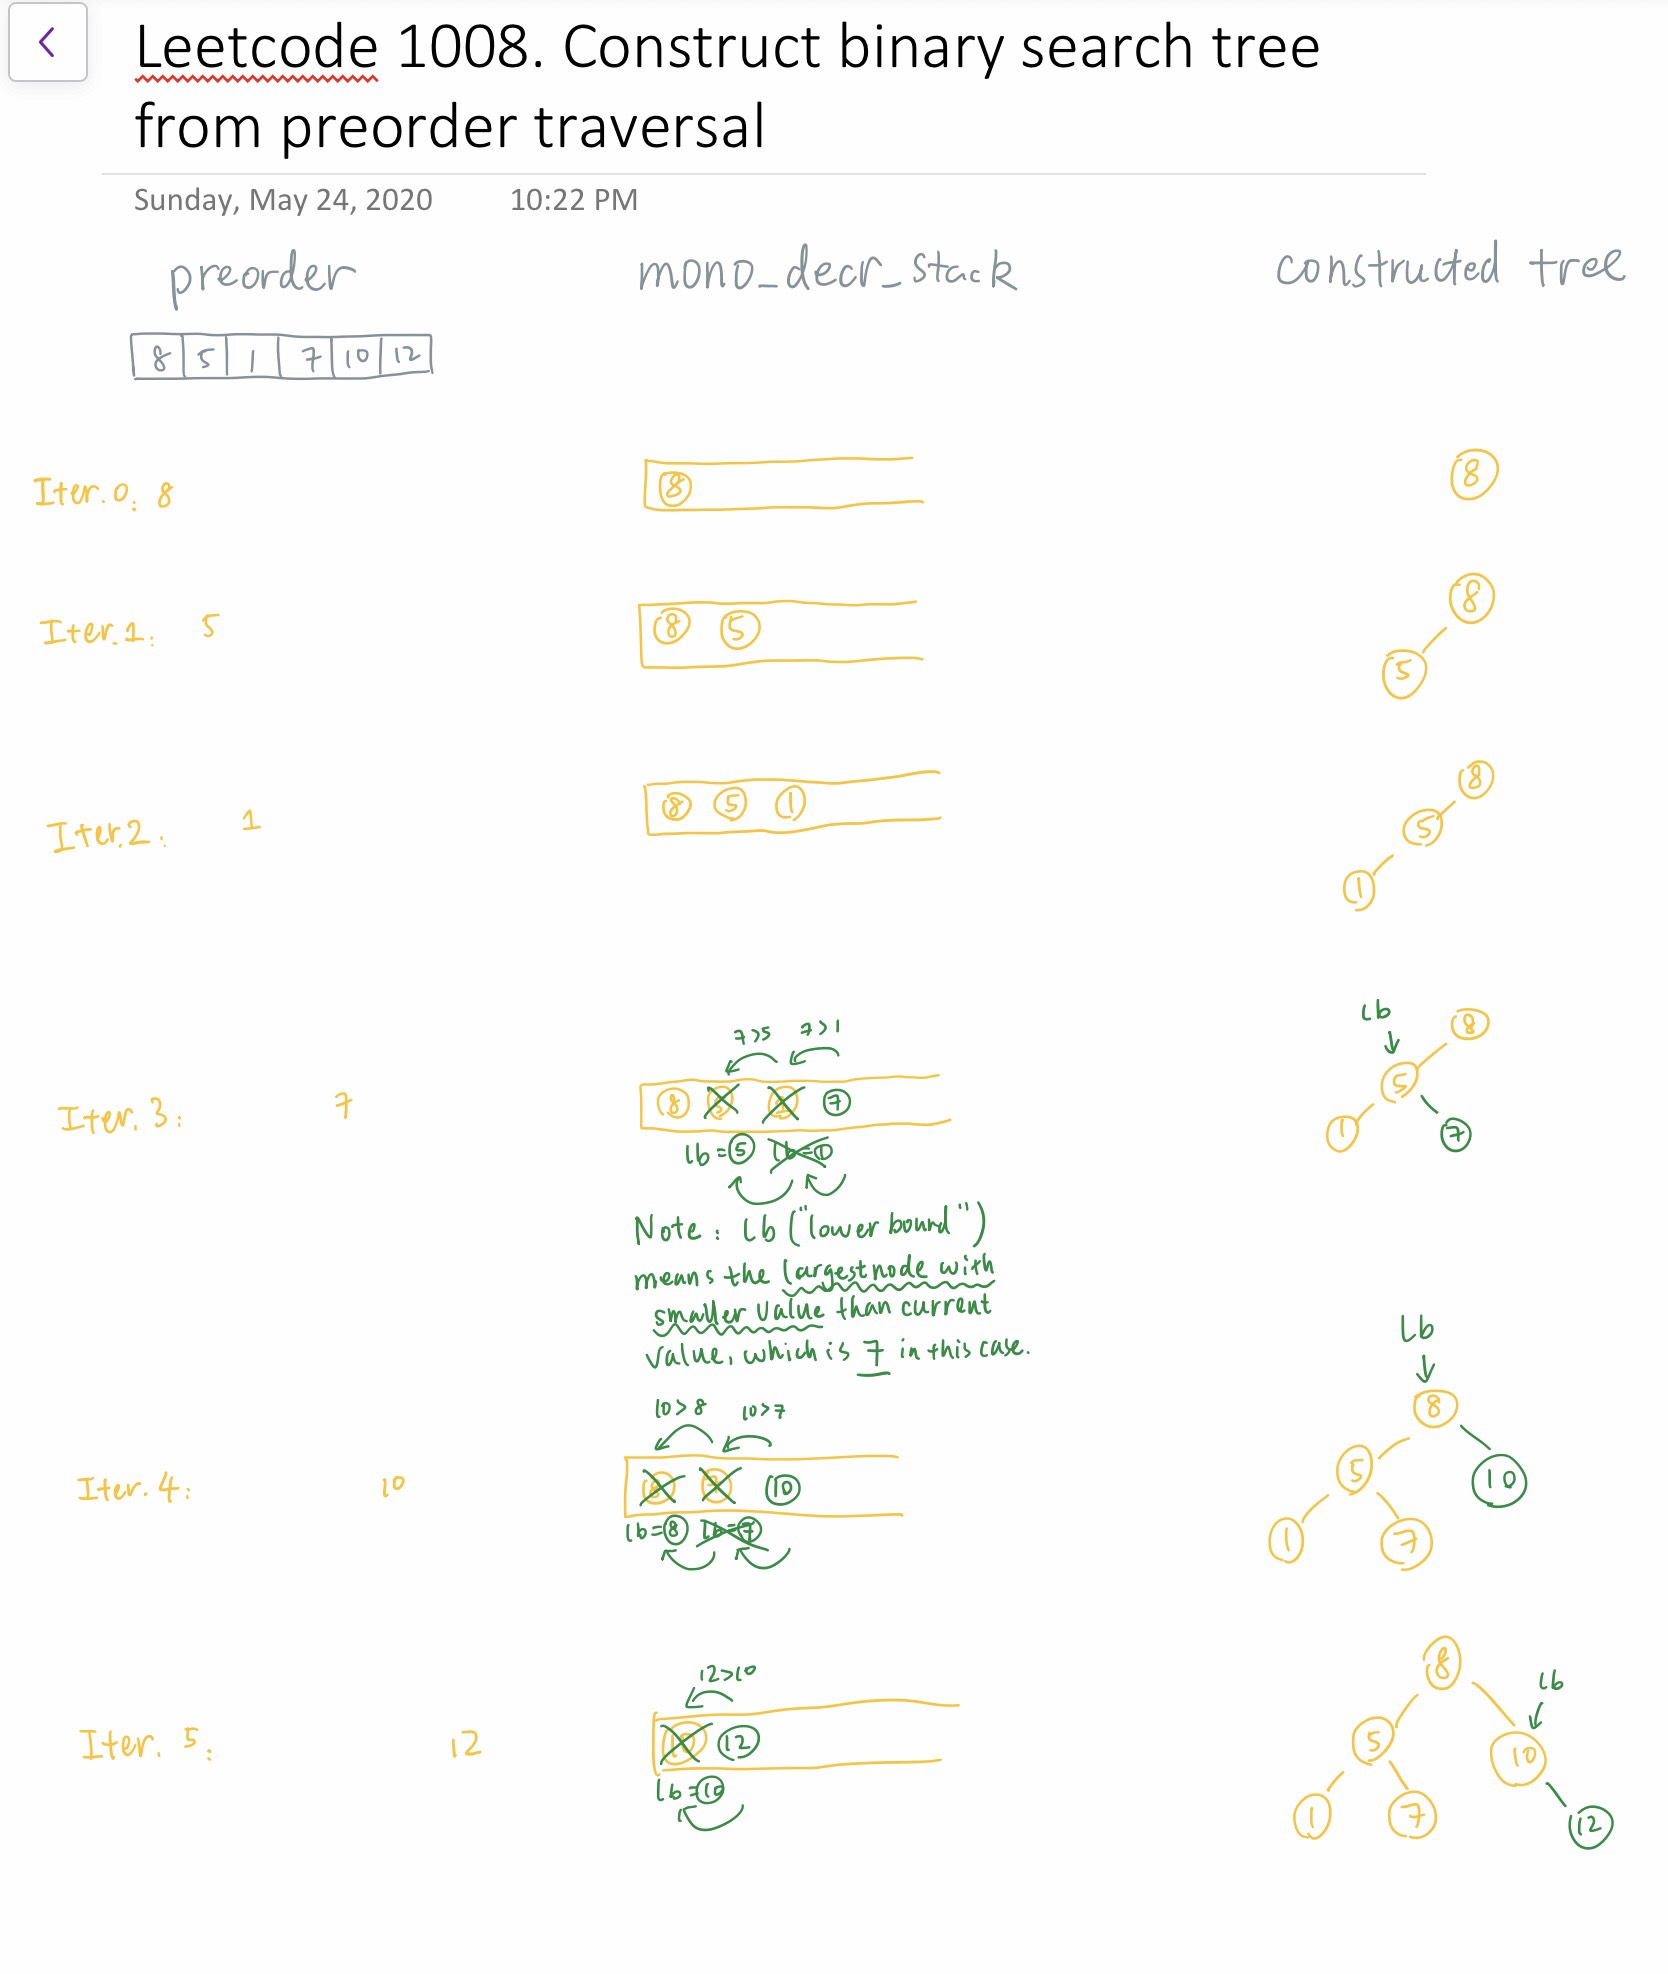 Leetcode 1008. Construct binary search tree
from preorder traversal
Sunday, May 24, 2020 10:22 PM
preorder mono_decr_stack constructed tree
8 5 1 7 10 12
Iter.0: 8
8
8
Iter.1: 5
8 5
8
5
Iter.2: 1
8 5 1
8
5
1
Iter. 3: 7
7>5 7>1
8 5 1 7
lb=5 lb=1
lb
8
5
1 7
Note: lb ("lower bound")
means the largest node with
smaller value than current
value, which is 7 in this case.
Iter. 4: 10
10>8 10>7
8 7 10
lb=8 lb=7
lb
8
5 10
1 7
Iter. 5: 12
12>10
10 12
lb=10
8
lb
5 10
1 7 12